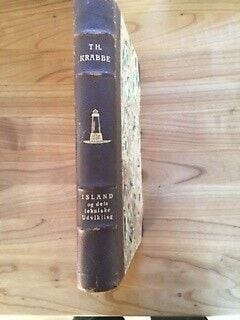 TH.
KRABBE
ISLAND
og dets
tekniske
Udvikling